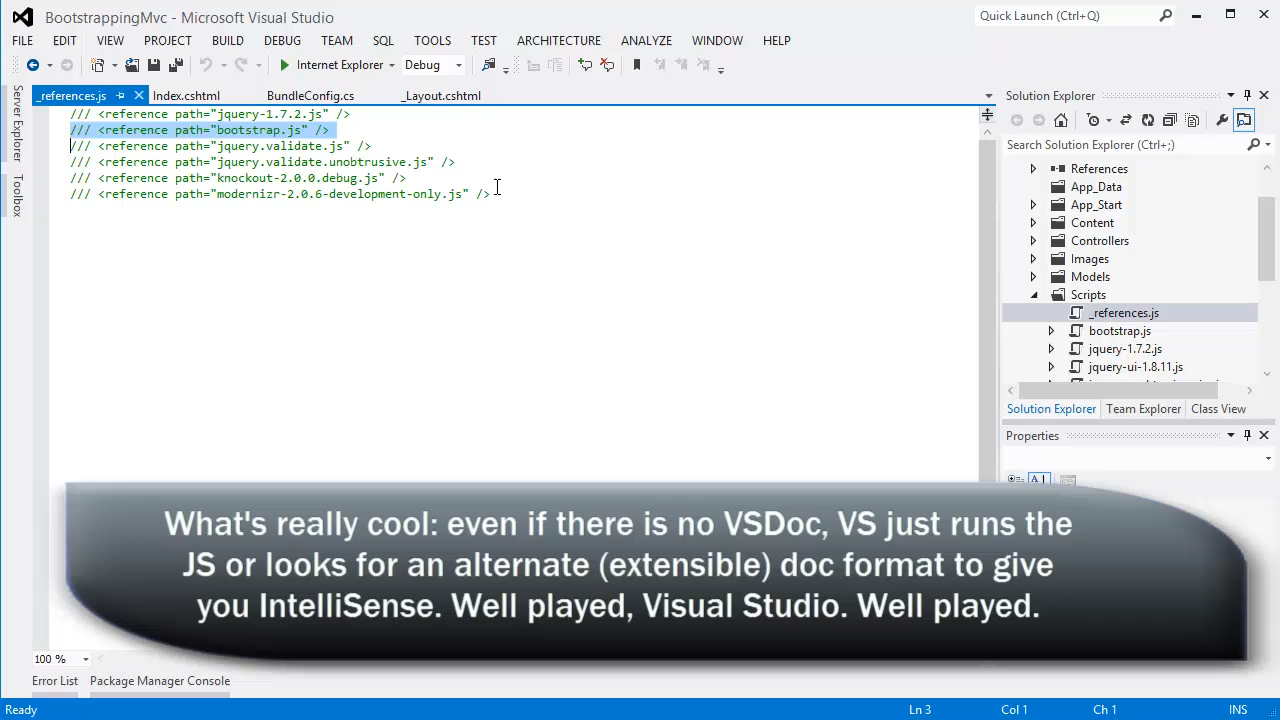 BootstrappingMvc - Microsoft Visual Studio
Quick Launch (Ctrl+Q)
FILE EDIT VIEW PROJECT BUILD DEBUG TEAM SQL TOOLS TEST ARCHITECTURE ANALYZE WINDOW HELP
Internet Explorer Debug
Server Explorer
Toolbox
_references.js Index.cshtml BundleConfig.cs _Layout.cshtml
/// <reference path="jquery-1.7.2.js" />
/// <reference path="bootstrap.js" />
/// <reference path="jquery.validate.js" />
/// <reference path="jquery.validate.unobtrusive.js" />
/// <reference path="knockout-2.0.0.debug.js" />
/// <reference path="modernizr-2.0.6-development-only.js" />
Solution Explorer
Search Solution Explorer (Ctrl+;)
References
App_Data
App_Start
Content
Controllers
Images
Models
Scripts
_references.js
bootstrap.js
jquery-1.7.2.js
jquery-ui-1.8.11.js
Solution Explorer Team Explorer Class View
Properties
What's really cool: even if there is no VSDoc, VS just runs the
JS or looks for an alternate (extensible) doc format to give
you IntelliSense. Well played, Visual Studio. Well played.
100 %
Error List Package Manager Console
Ready Ln 3 Col 1 Ch 1 INS